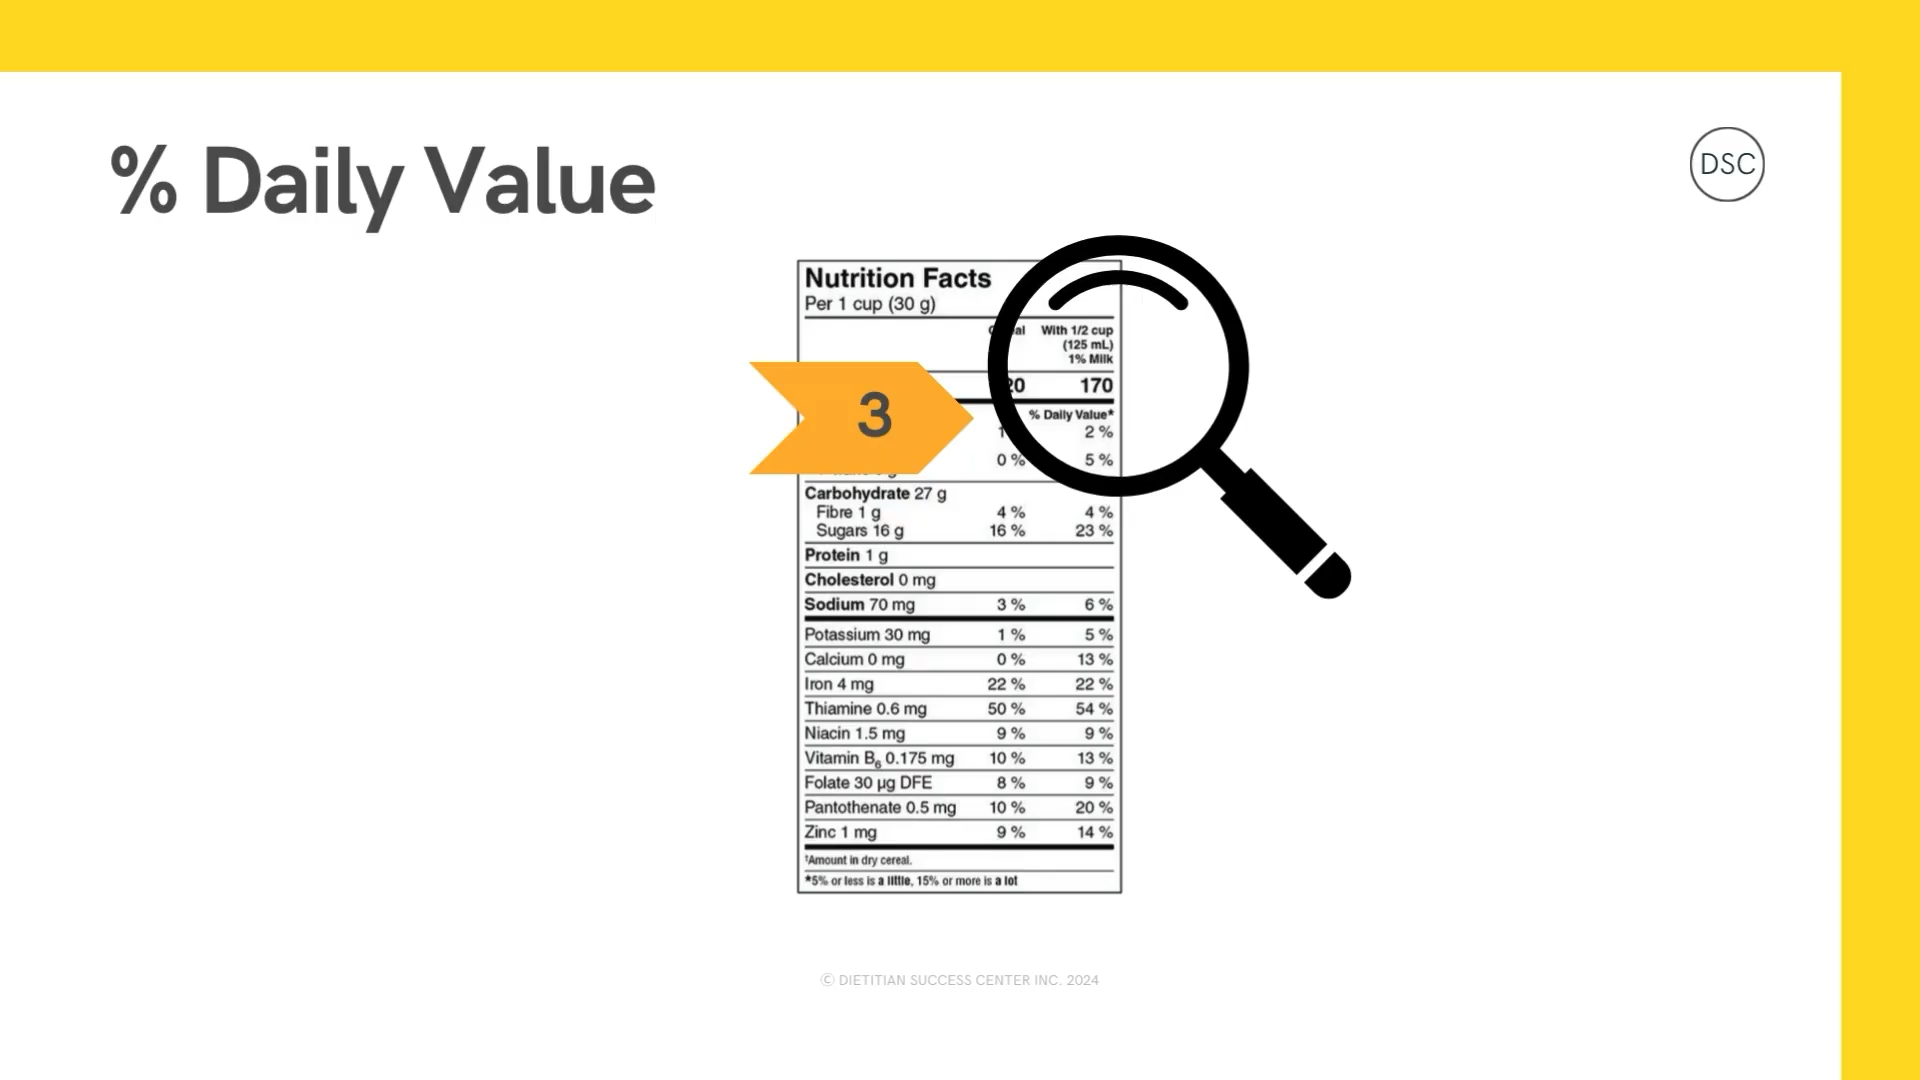 % Daily Value
DSC
Nutrition Facts
Per 1 cup (30 g)
With 1/2 cup
(125 mL)
1% Milk
20 170
3
% Daily Value*
1 2 %
0 % 5 %
Carbohydrate 27 g
Fibre 1 g 4 % 4 %
Sugars 16 g 16 % 23 %
Protein 1 g
Cholesterol 0 mg
Sodium 70 mg 3 % 6 %
Potassium 30 mg 1 % 5 %
Calcium 0 mg 0 % 13 %
Iron 4 mg 22 % 22 %
Thiamine 0.6 mg 50 % 54 %
Niacin 1.5 mg 9 % 9 %
Vitamin B6 0.175 mg 10 % 13 %
Folate 30 µg DFE 8 % 9 %
Pantothenate 0.5 mg 10 % 20 %
Zinc 1 mg 9 % 14 %
†Amount in dry cereal.
*5% or less is a little, 15% or more is a lot
© DIETITIAN SUCCESS CENTER INC. 2024